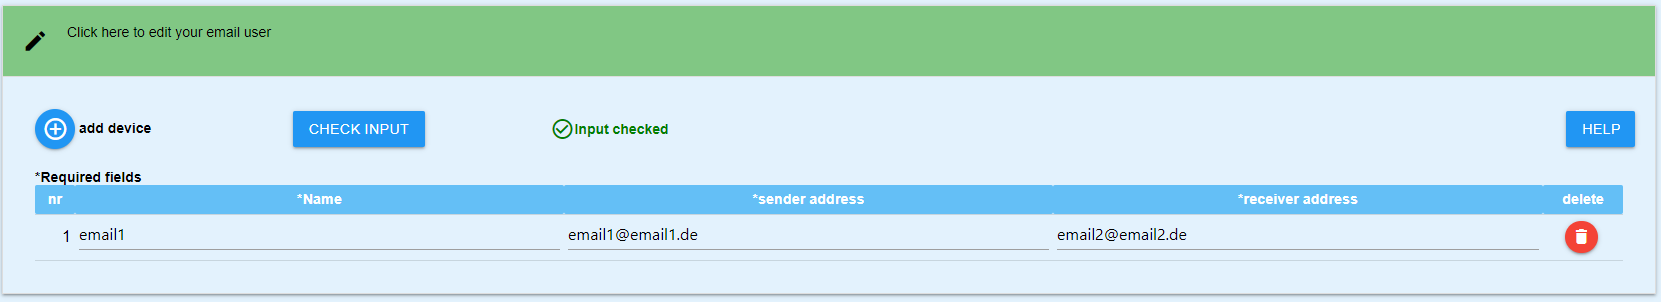 Click here to edit your email user
add device CHECK INPUT Input checked HELP
*Required fields
nr *Name *sender address *receiver address delete
1 email1 email1@email1.de email2@email2.de